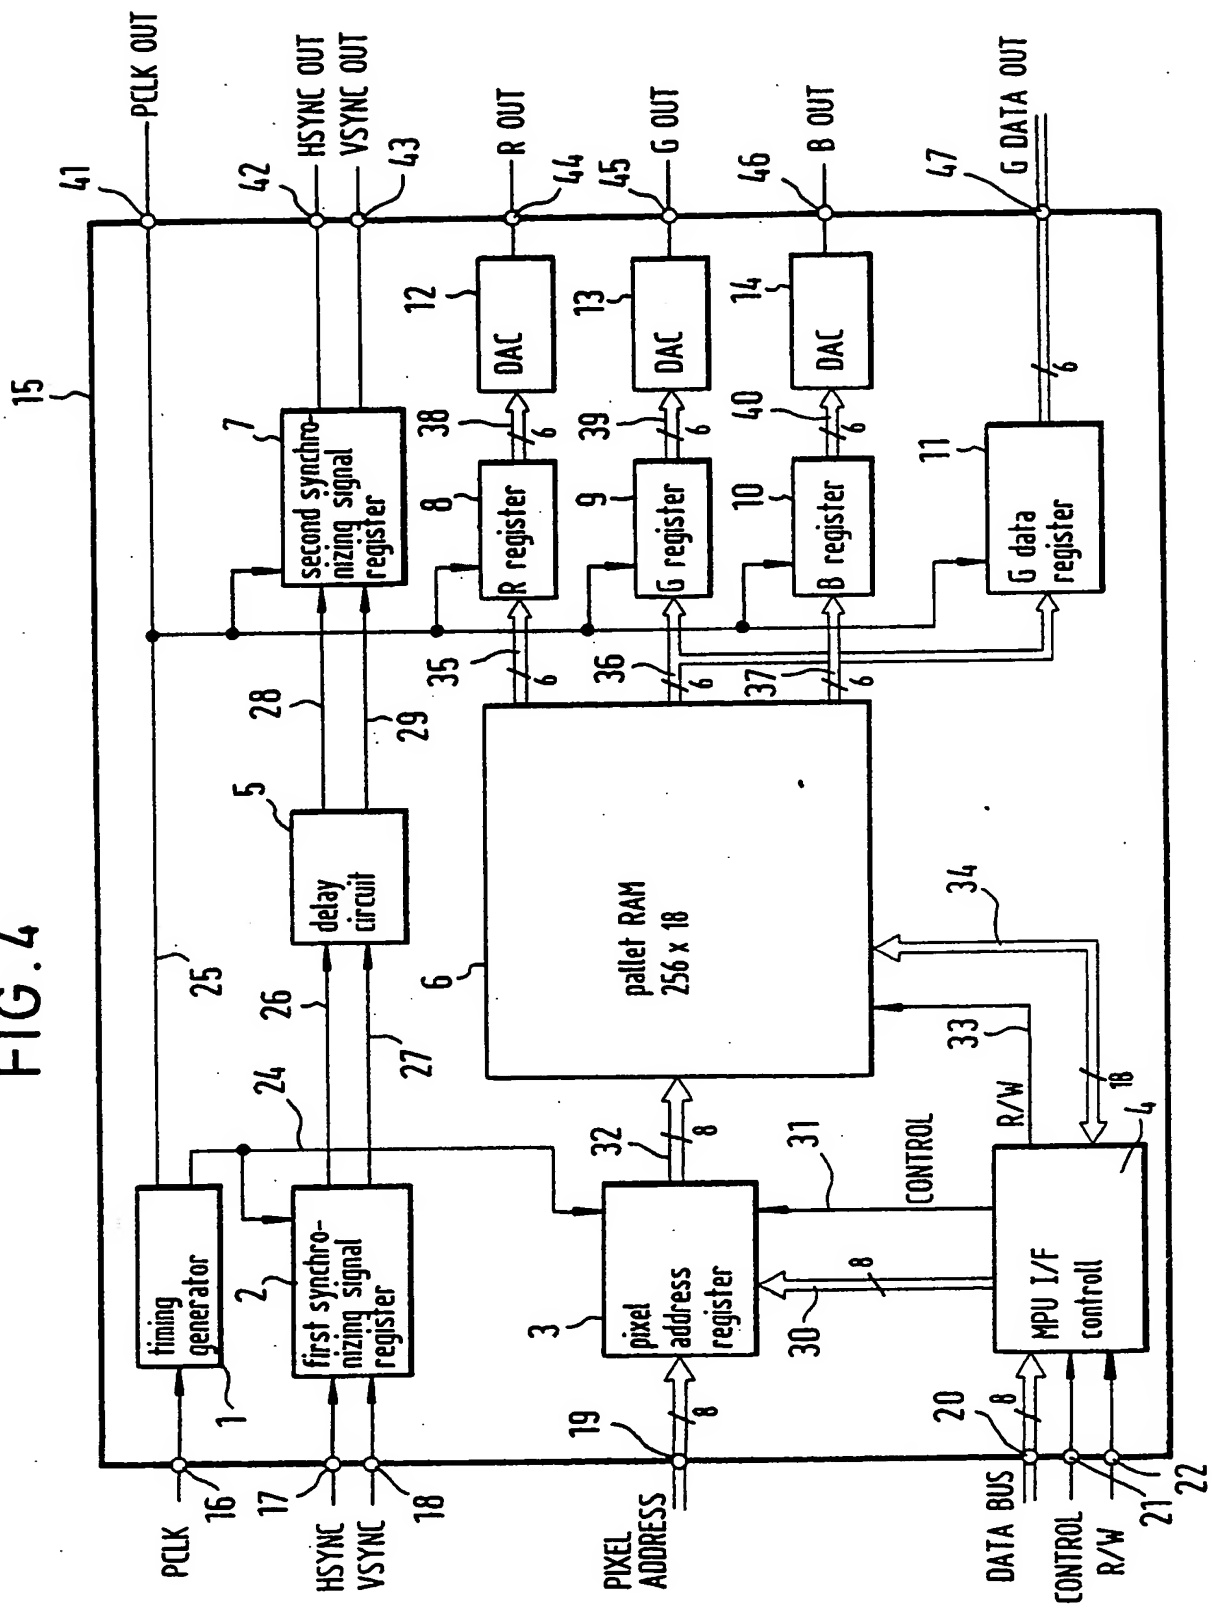 FIG. 4
15
PCLK
16
timing
generator
1
25
41
PCLK OUT
24
HSYNC
17
VSYNC
18
2
first synchro-
nizing signal
register
26
27
5
delay
circuit
28
29
7
second synchro-
nizing signal
register
42
HSYNC OUT
43
VSYNC OUT
PIXEL
ADDRESS
19
8
3
pixel
address
register
32
8
6
pallet RAM
256 x 18
35
6
8
R register
38
6
12
DAC
44
R OUT
36
6
9
G register
39
6
13
DAC
45
G OUT
37
6
10
B register
40
6
14
DAC
46
B OUT
11
G data
register
6
47
G DATA OUT
30
8
31
CONTROL
R/W
33
34
18
DATA BUS
20
8
CONTROL
21
R/W
22
MPU I/F
controll
4